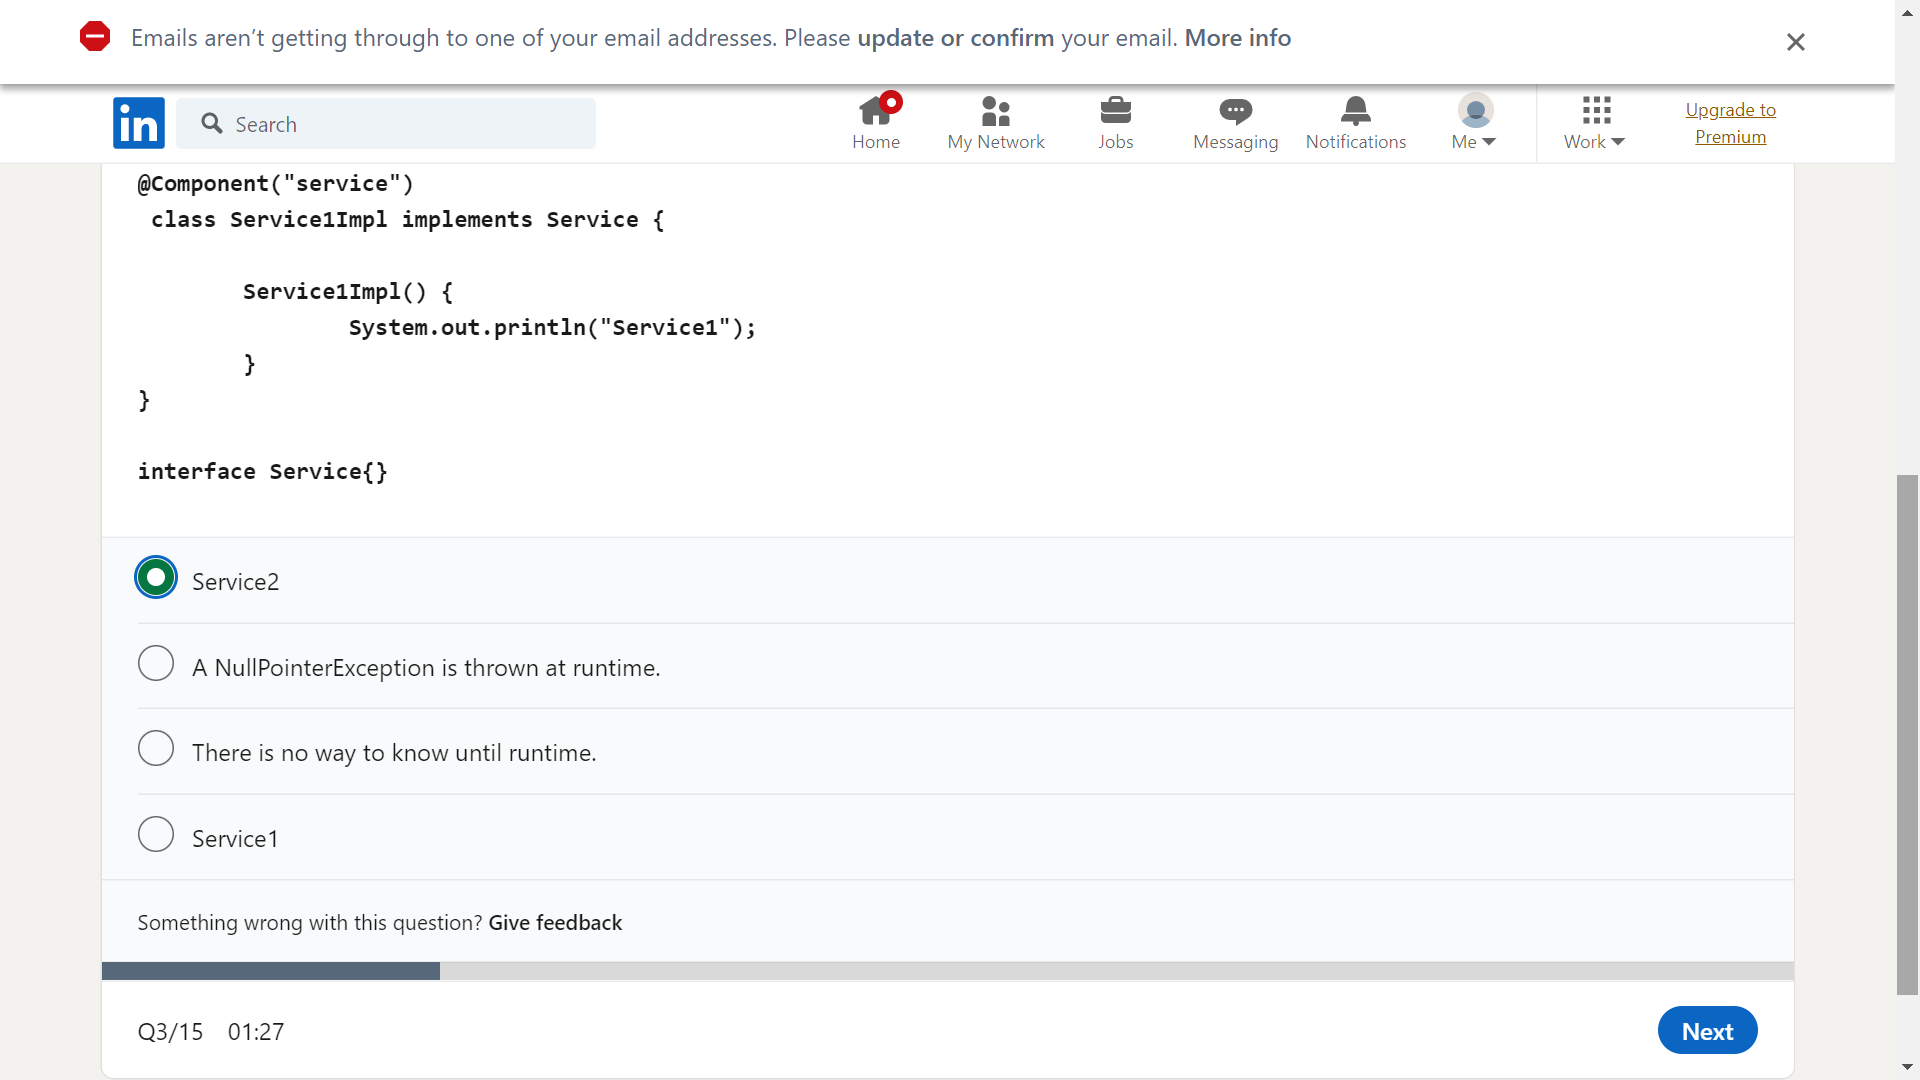 Emails aren't getting through to one of your email addresses. Please update or confirm your email. More info
in
Search
Home
My Network
Jobs
Messaging
Notifications
Me
Work
Upgrade to
Premium
@Component("service")
class Service1Impl implements Service {
Service1Impl() {
System.out.println("Service1");
}
}
interface Service{}
Service2
A NullPointerException is thrown at runtime.
There is no way to know until runtime.
Service1
Something wrong with this question? Give feedback
Q3/15 01:27
Next